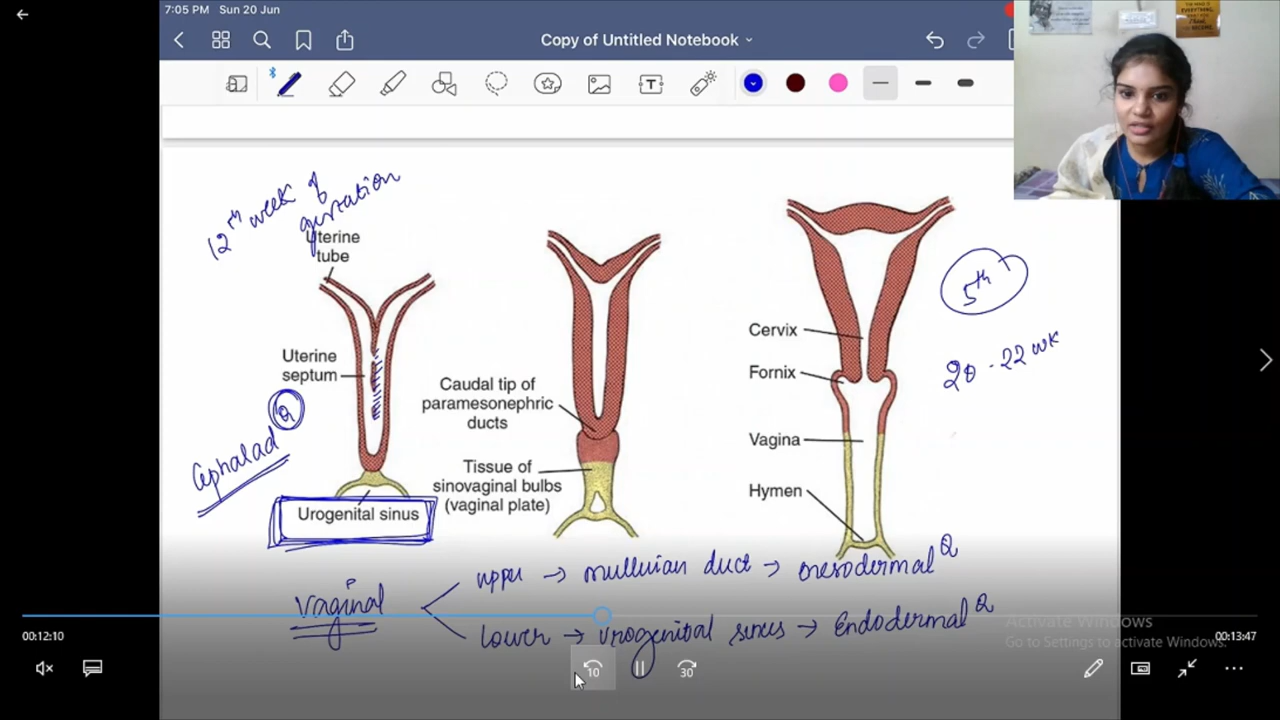 7:05 PM Sun 20 Jun
Copy of Untitled Notebook
12th week of
gestation
Uterine
tube
Uterine
septum
Cephalad Q
Urogenital sinus
Caudal tip of
paramesonephric
ducts
Tissue of
sinovaginal bulbs
(vaginal plate)
Cervix
Fornix
Vagina
Hymen
5th
20 - 22 wk
Vaginal
upper → mullurian duct → mesodermal Q
lower → urogenital sinus → Endodermal Q
Activate Windows
Go to Settings to activate Windows.
00:12:10
00:13:47
10
30